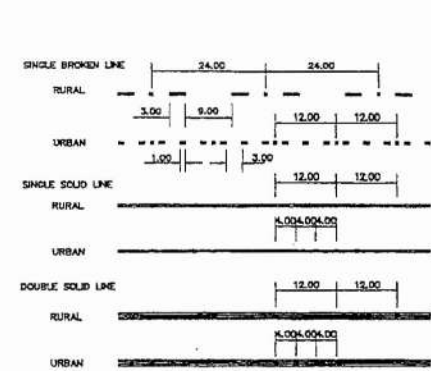 24.00 24.00
SINGLE BROKEN LINE
RURAL
3.00 9.00 12.00 12.00
URBAN
1.00 3.00
12.00 12.00
SINGLE SOLID LINE
RURAL
4.00 4.00 4.00
URBAN
DOUBLE SOLID LINE
12.00 12.00
RURAL
4.00 4.00 4.00
URBAN